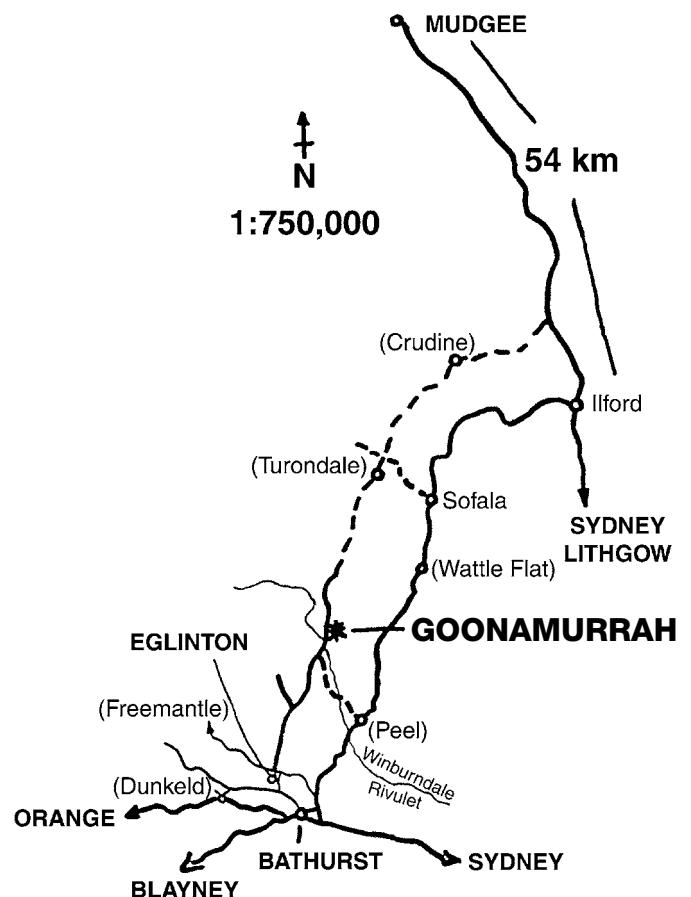 MUDGEE
54 km
N
1:750,000
(Crudine)
Ilford
(Turondale)
Sofala
SYDNEY
LITHGOW
(Wattle Flat)
GOONAMURRAH
EGLINTON
(Freemantle)
(Peel)
Winburndale
Rivulet
(Dunkeld)
ORANGE
BATHURST
SYDNEY
BLAYNEY